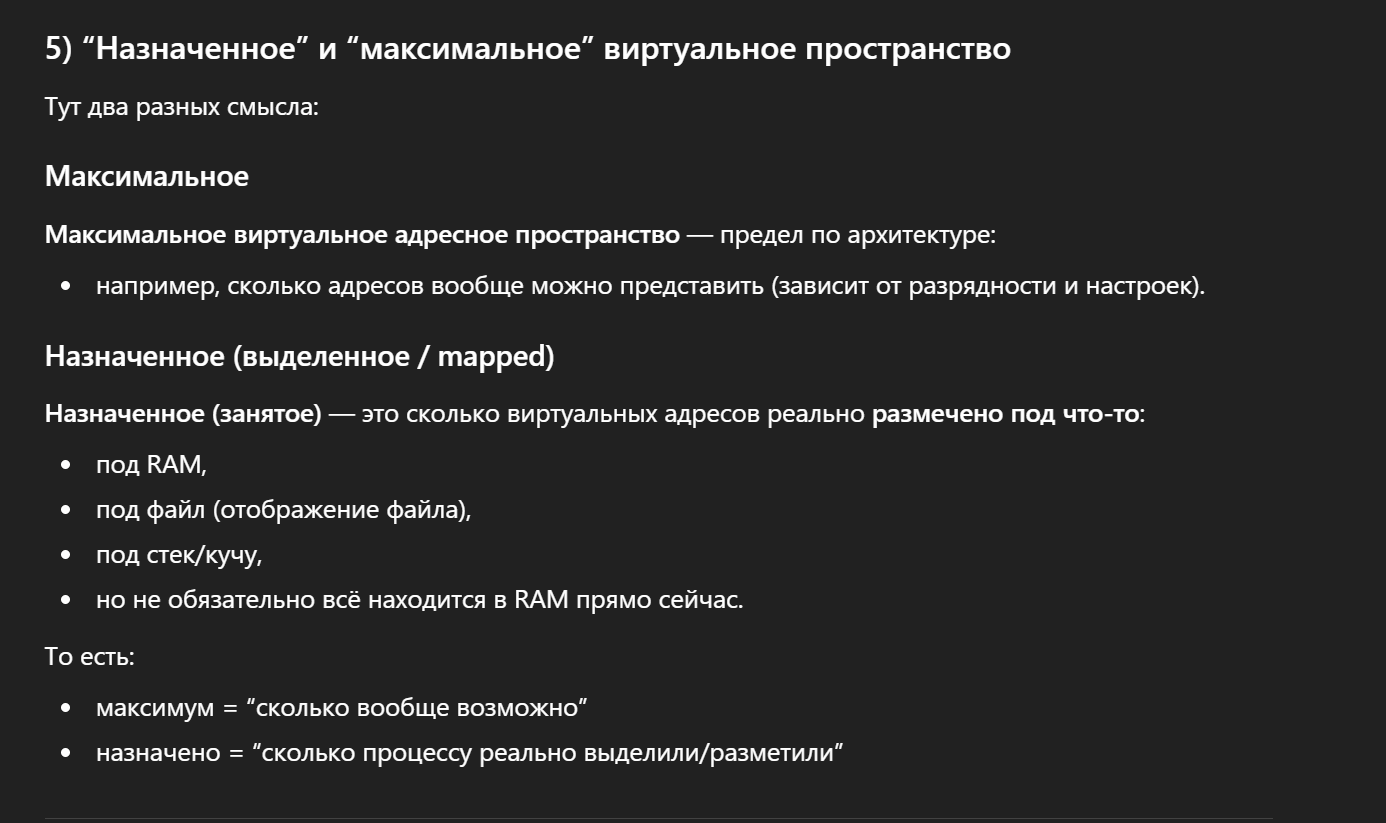 5) “Назначенное” и “максимальное” виртуальное пространство
Тут два разных смысла:
Максимальное
Максимальное виртуальное адресное пространство — предел по архитектуре:
• например, сколько адресов вообще можно представить (зависит от разрядности и настроек).
Назначенное (выделенное / mapped)
Назначенное (занятое) — это сколько виртуальных адресов реально размечено под что-то:
• под RAM,
• под файл (отображение файла),
• под стек/кучу,
• но не обязательно всё находится в RAM прямо сейчас.
То есть:
• максимум = “сколько вообще возможно”
• назначено = “сколько процессу реально выделили/разметили”